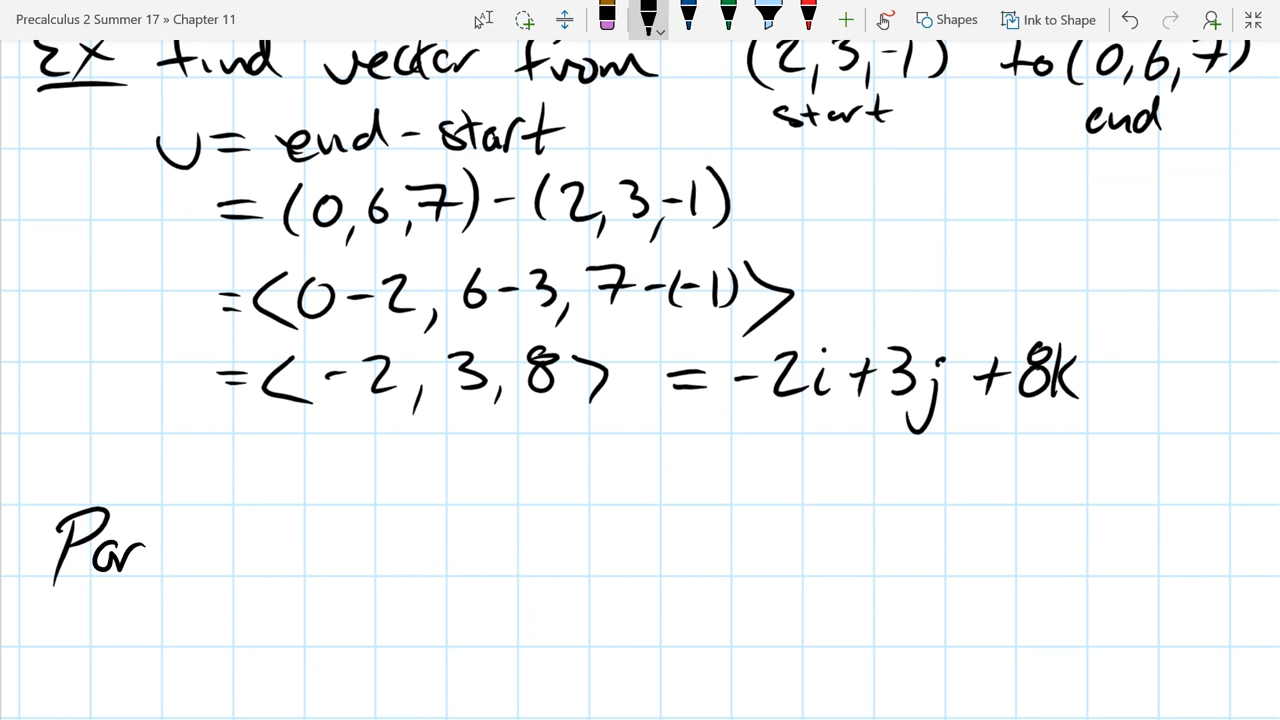 Precalculus 2 Summer 17 » Chapter 11
Shapes
Ink to Shape
Ex find vector from (2, 3, -1) to (0, 6, 7)
start end
v = end - start
= (0, 6, 7) - (2, 3, -1)
= <0 - 2, 6 - 3, 7 - (-1)>
= < -2, 3, 8 > = -2i + 3j + 8k
Par